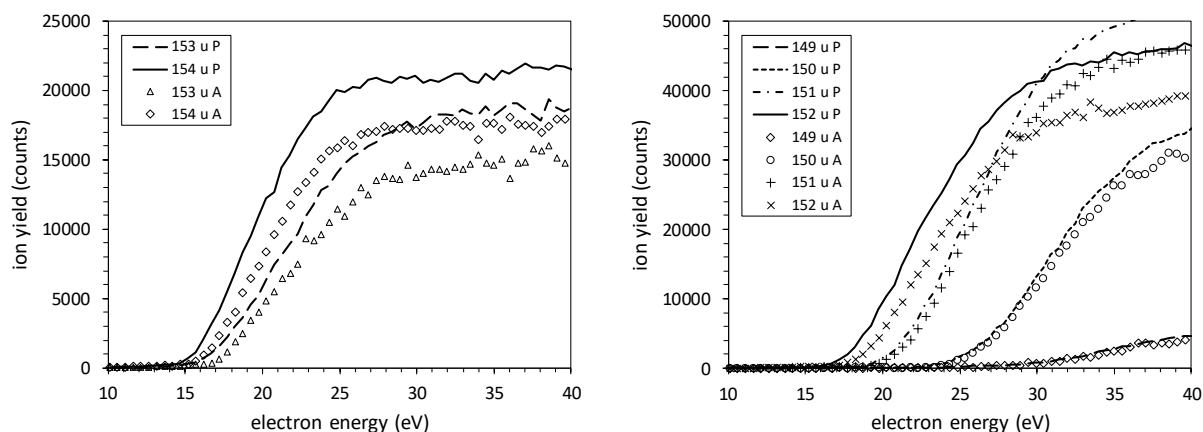 25000
20000
15000
10000
5000
0
ion yield (counts)
153 u P
154 u P
153 u A
154 u A
10 15 20 25 30 35 40
electron energy (eV)
50000
40000
30000
20000
10000
0
ion yield (counts)
149 u P
150 u P
151 u P
152 u P
149 u A
150 u A
151 u A
152 u A
10 15 20 25 30 35 40
electron energy (eV)